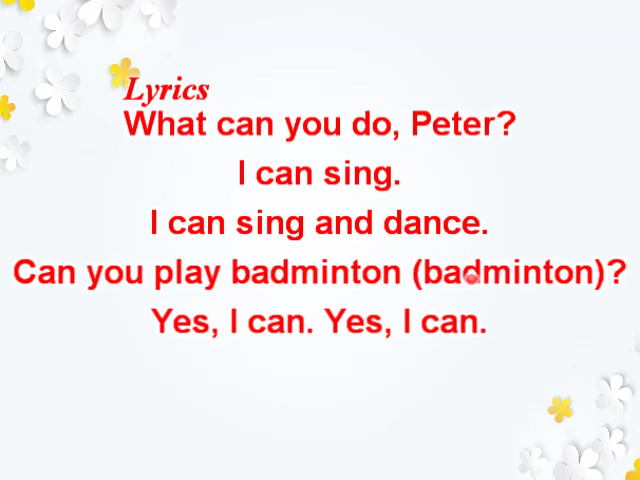 Lyrics
What can you do, Peter?
I can sing.
I can sing and dance.
Can you play badminton (badminton)?
Yes, I can. Yes, I can.